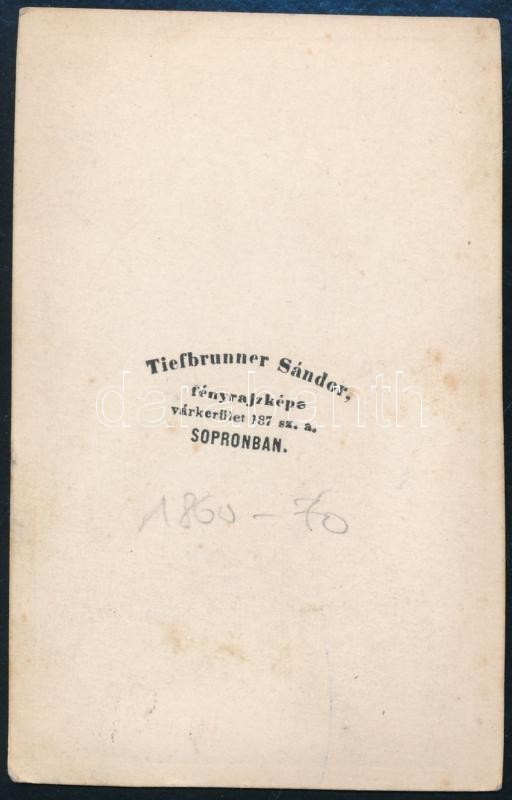 Tiefbrunner Sándor,
fényrajzképe
várkerület 187 sz. a.
SOPRONBAN.
1860-70
darabanth